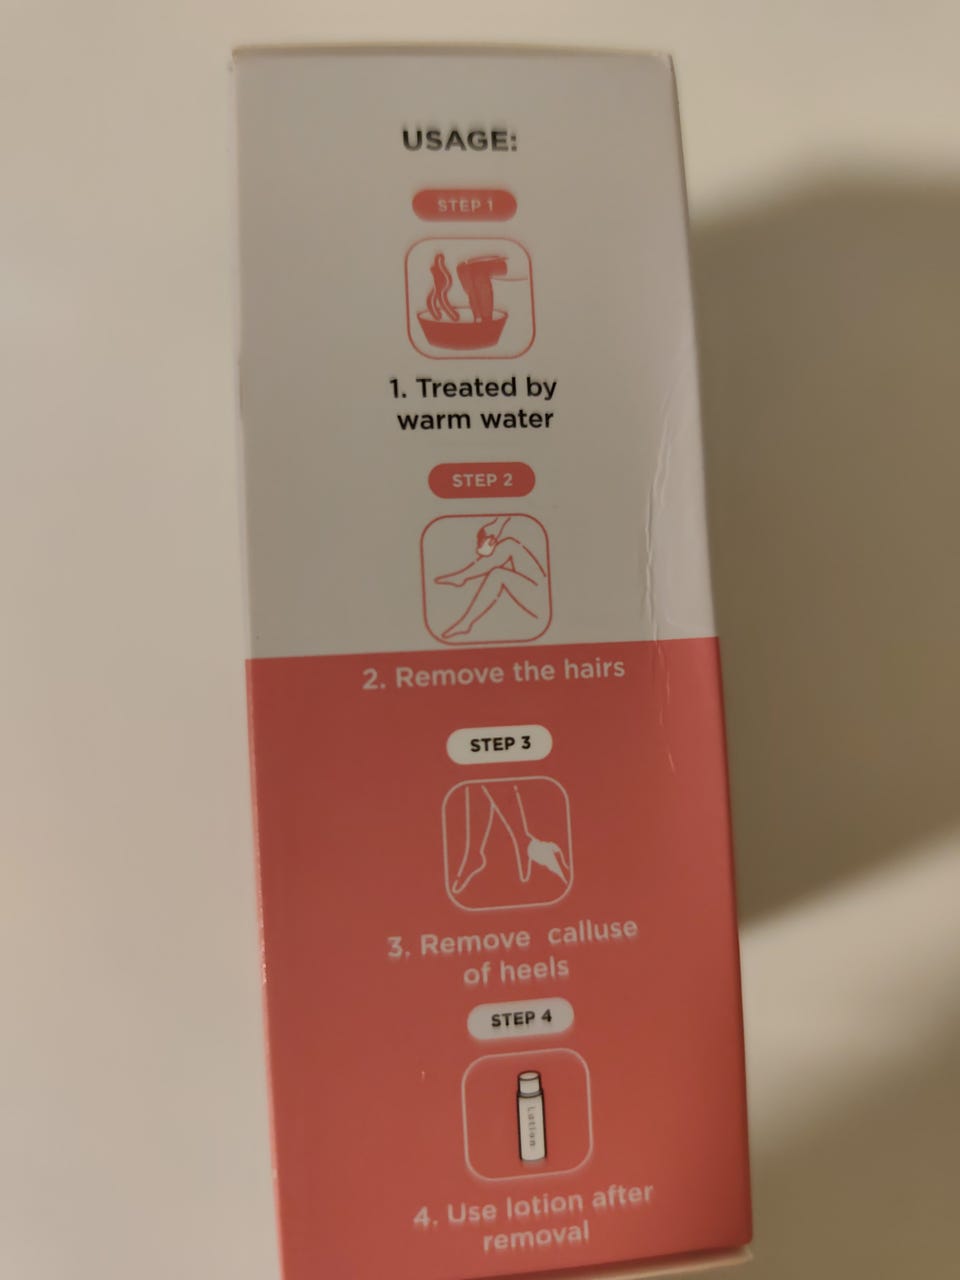 USAGE:
STEP 1
1. Treated by
warm water
STEP 2
2. Remove the hairs
STEP 3
3. Remove calluse
of heels
STEP 4
Lotion
4. Use lotion after
removal